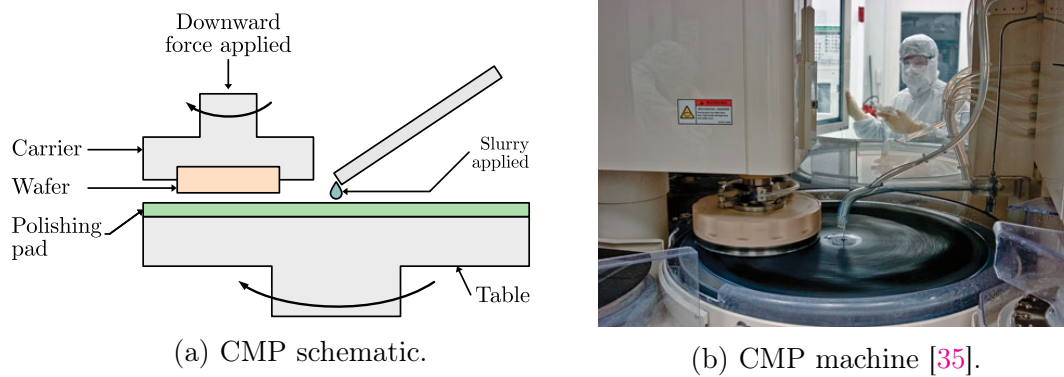 Downward
force applied
Carrier
Wafer
Polishing
pad
Slurry
applied
Table
(a) CMP schematic.
(b) CMP machine [35].